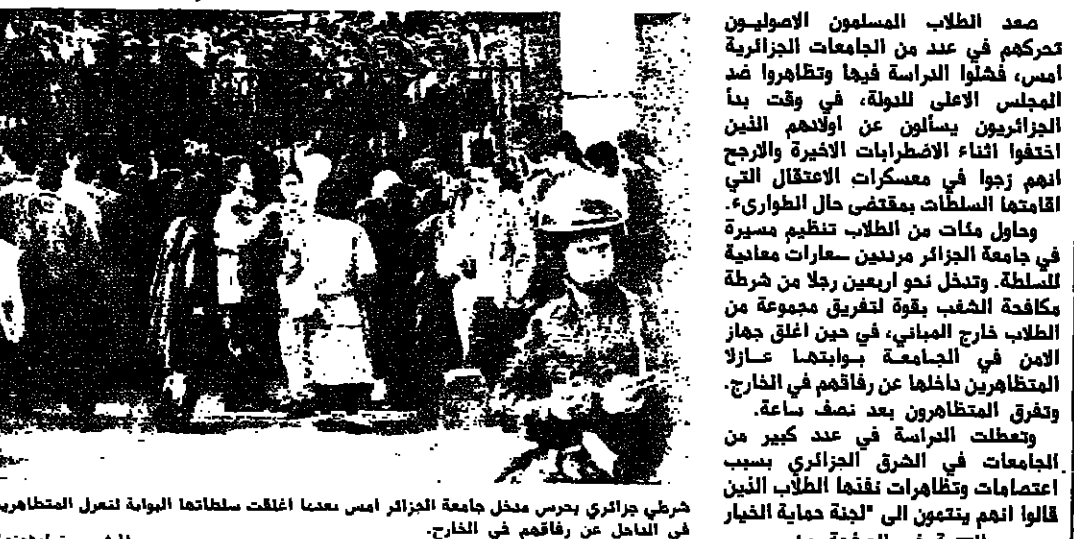 صعد الطلاب المسلمون الاصوليون
تحركهم في عدد من الجامعات الجزائرية
امس، فشلوا الدراسة فيها وتظاهروا ضد
المجلس الاعلى للدولة، في وقت بدأ
الجزائريون يسألون عن اولادهم الذين
اختفوا اثناء الاضطرابات الاخيرة والارجح
انهم زجوا في معسكرات الاعتقال التي
اقامتها السلطات بمقتضى حال الطوارىء.
وحاول مئات من الطلاب تنظيم مسيرة
في جامعة الجزائر مرددين شعارات معادية
للسلطة. وتدخل نحو اربعين رجلا من شرطة
مكافحة الشغب بقوة لتفريق مجموعة من
الطلاب خارج المباني، في حين اغلق جهاز
الامن في الجامعة بوابتها عازلا
المتظاهرين داخلها عن رفاقهم في الخارج.
وتفرق المتظاهرون بعد نصف ساعة.
وتعطلت الدراسة في عدد كبير من
الجامعات في الشرق الجزائري بسبب
اعتصامات وتظاهرات نفذها الطلاب الذين
قالوا انهم ينتمون الى "لجنة حماية الخيار
شرطي جزائري يحرس مدخل جامعة الجزائر امس بعدما اغلقت سلطاتها البوابة لتعزل المتظاهرين
في الداخل عن رفاقهم في الخارج.